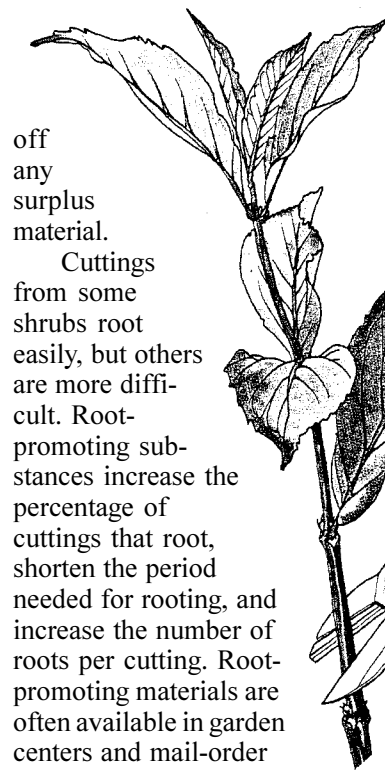 off
any
surplus
material.
Cuttings
from some
shrubs root
easily, but others
are more diffi-
cult. Root-
promoting sub-
stances increase the
percentage of
cuttings that root,
shorten the period
needed for rooting, and
increase the number of
roots per cutting. Root-
promoting materials are
often available in garden
centers and mail-order